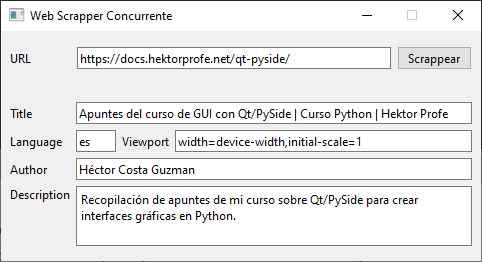 Web Scrapper Concurrente
URL https://docs.hektorprofe.net/qt-pyside/ Scrappear
Title Apuntes del curso de GUI con Qt/PySide | Curso Python | Hektor Profe
Language es Viewport width=device-width,initial-scale=1
Author Héctor Costa Guzman
Description Recopilación de apuntes de mi curso sobre Qt/PySide para crear
interfaces gráficas en Python.